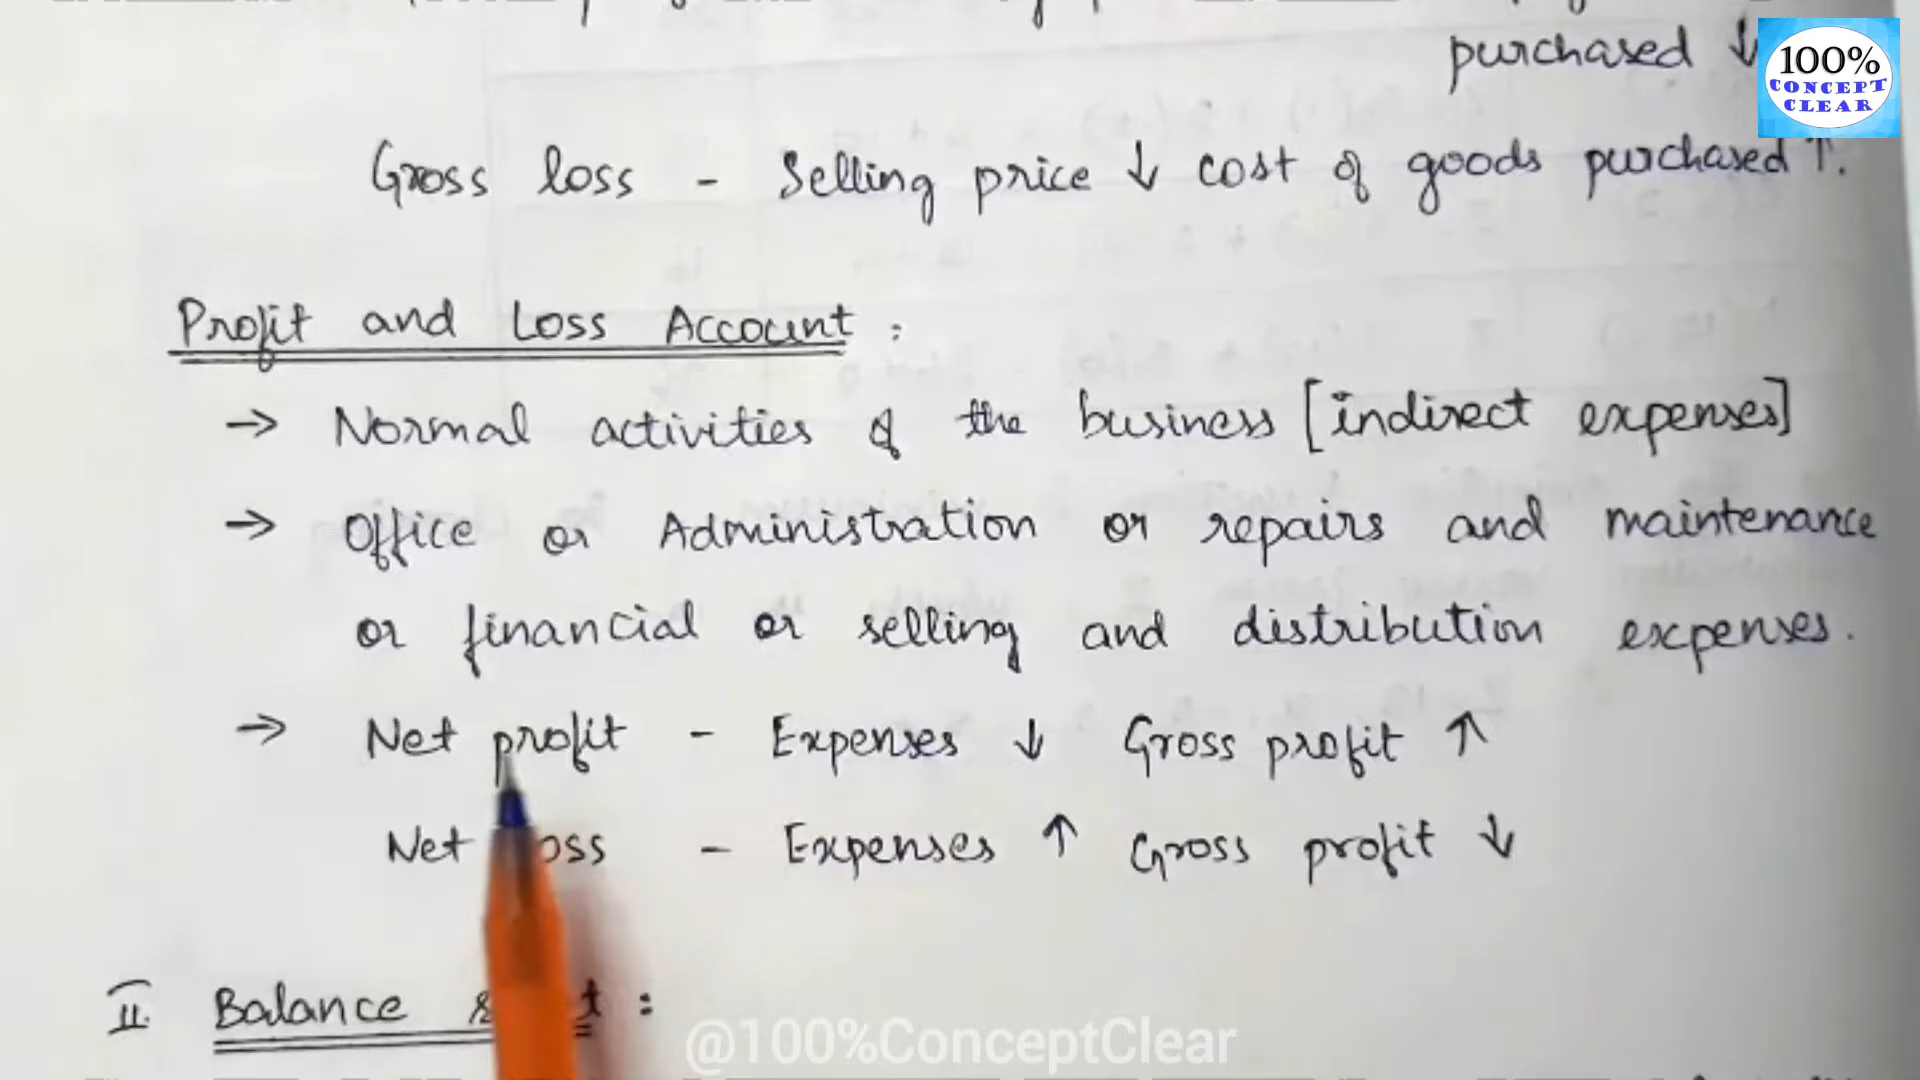 purchased ↓
100%
CONCEPT
CLEAR
Gross loss - Selling price ↓ cost of goods purchased ↑.
Profit and Loss Account :
→ Normal activities of the business [indirect expenses]
→ Office or Administration or repairs and maintenance
or financial or selling and distribution expenses.
→ Net profit - Expenses ↓ Gross profit ↑
Net loss - Expenses ↑ Gross profit ↓
II. Balance :
@100%ConceptClear